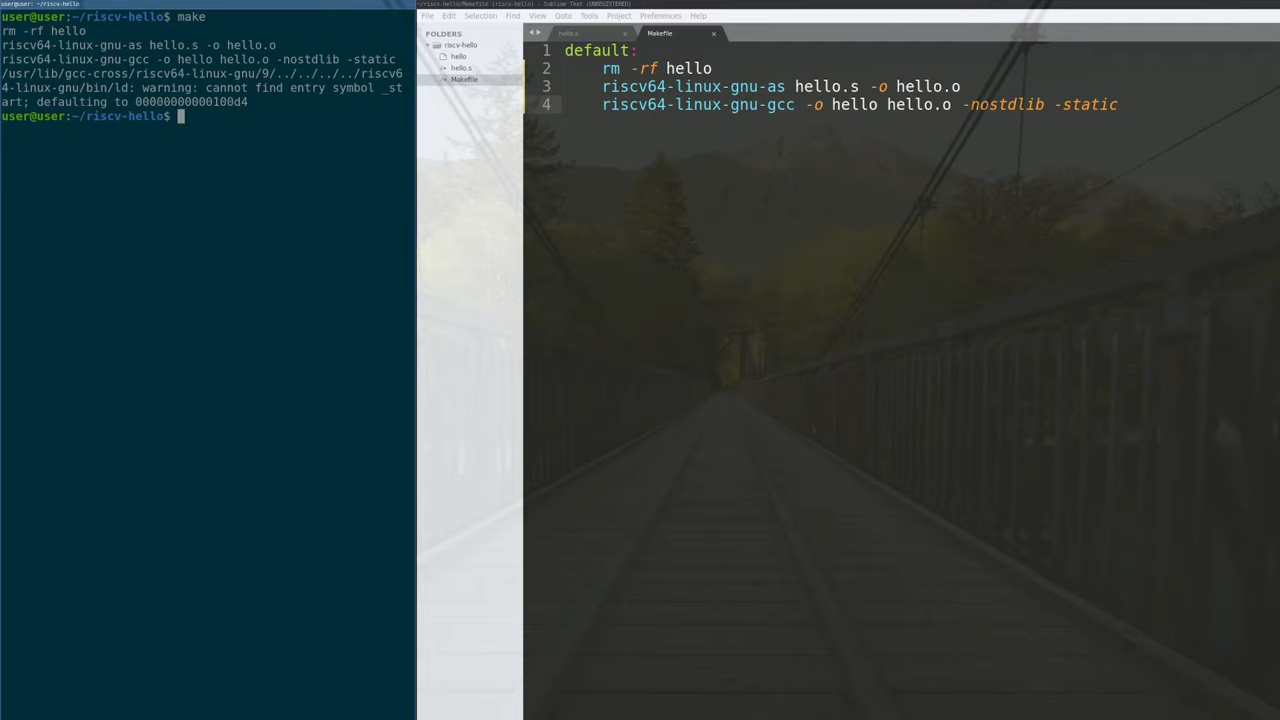 user@user: ~/riscv-hello
user@user:~/riscv-hello$ make
rm -rf hello
riscv64-linux-gnu-as hello.s -o hello.o
riscv64-linux-gnu-gcc -o hello hello.o -nostdlib -static
/usr/lib/gcc-cross/riscv64-linux-gnu/9/../../../../riscv6
4-linux-gnu/bin/ld: warning: cannot find entry symbol _st
art; defaulting to 00000000000100d4
user@user:~/riscv-hello$
~/riscv-hello/Makefile (riscv-hello) - Sublime Text (UNREGISTERED)
File Edit Selection Find View Goto Tools Project Preferences Help
FOLDERS
riscv-hello
hello
hello.s
Makefile
hello.s
Makefile
1 default:
2 rm -rf hello
3 riscv64-linux-gnu-as hello.s -o hello.o
4 riscv64-linux-gnu-gcc -o hello hello.o -nostdlib -static